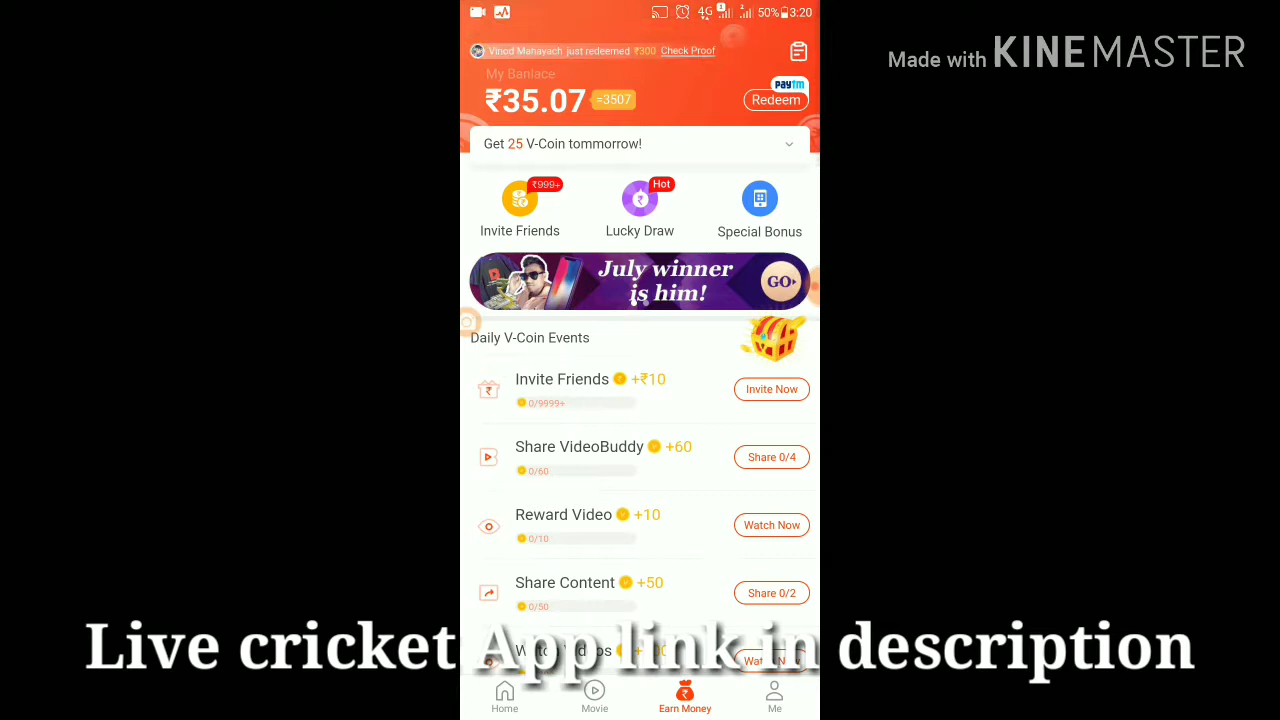 4G 50% 3:20
Vinod Mahayach just redeemed ₹300 Check Proof
Made with KINEMASTER
My Banlace
₹35.07 =3507
Paytm
Redeem
Get 25 V-Coin tommorrow!
₹999+
Hot
Invite Friends Lucky Draw Special Bonus
July winner
is him!
GO
Daily V-Coin Events
Invite Friends +₹10
0/9999+
Invite Now
Share VideoBuddy +60
0/60
Share 0/4
Reward Video +10
0/10
Watch Now
Share Content +50
0/50
Share 0/2
Live cricket App link in description
Watch Videos
Home Movie Earn Money Me